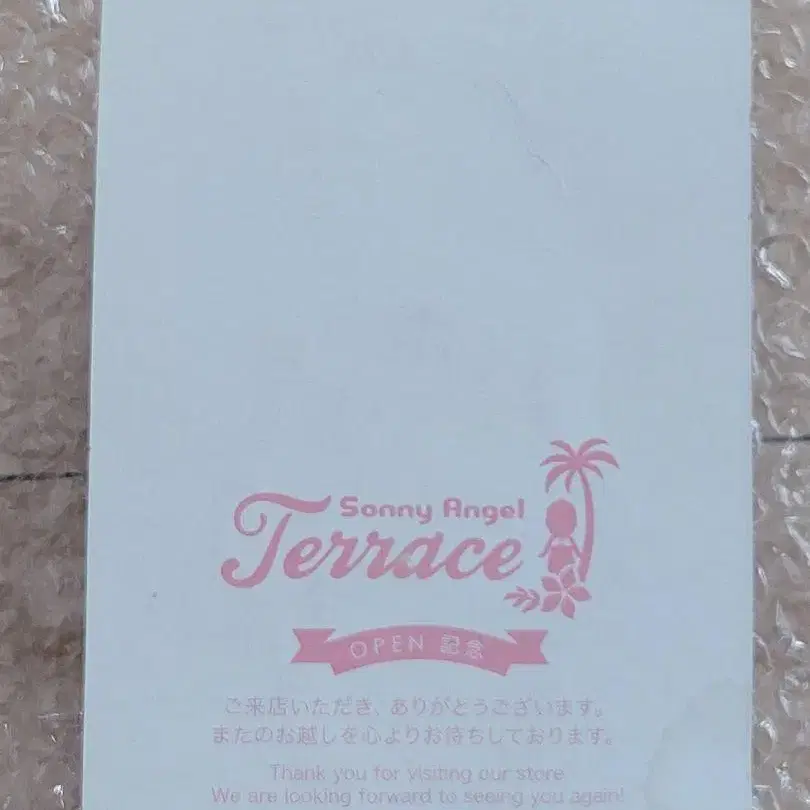 Sonny Angel
Terrace
OPEN 記念
ご来店いただき、ありがとうございます。
またのお越しを心よりお待ちしております。
Thank you for visiting our store
We are looking forward to seeing you again!